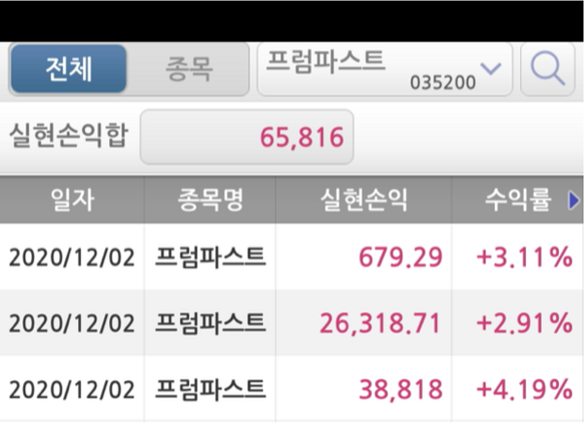 전체 종목 프럼파스트 035200
실현손익합 65,816
일자 종목명 실현손익 수익률
2020/12/02 프럼파스트 679.29 +3.11%
2020/12/02 프럼파스트 26,318.71 +2.91%
2020/12/02 프럼파스트 38,818 +4.19%